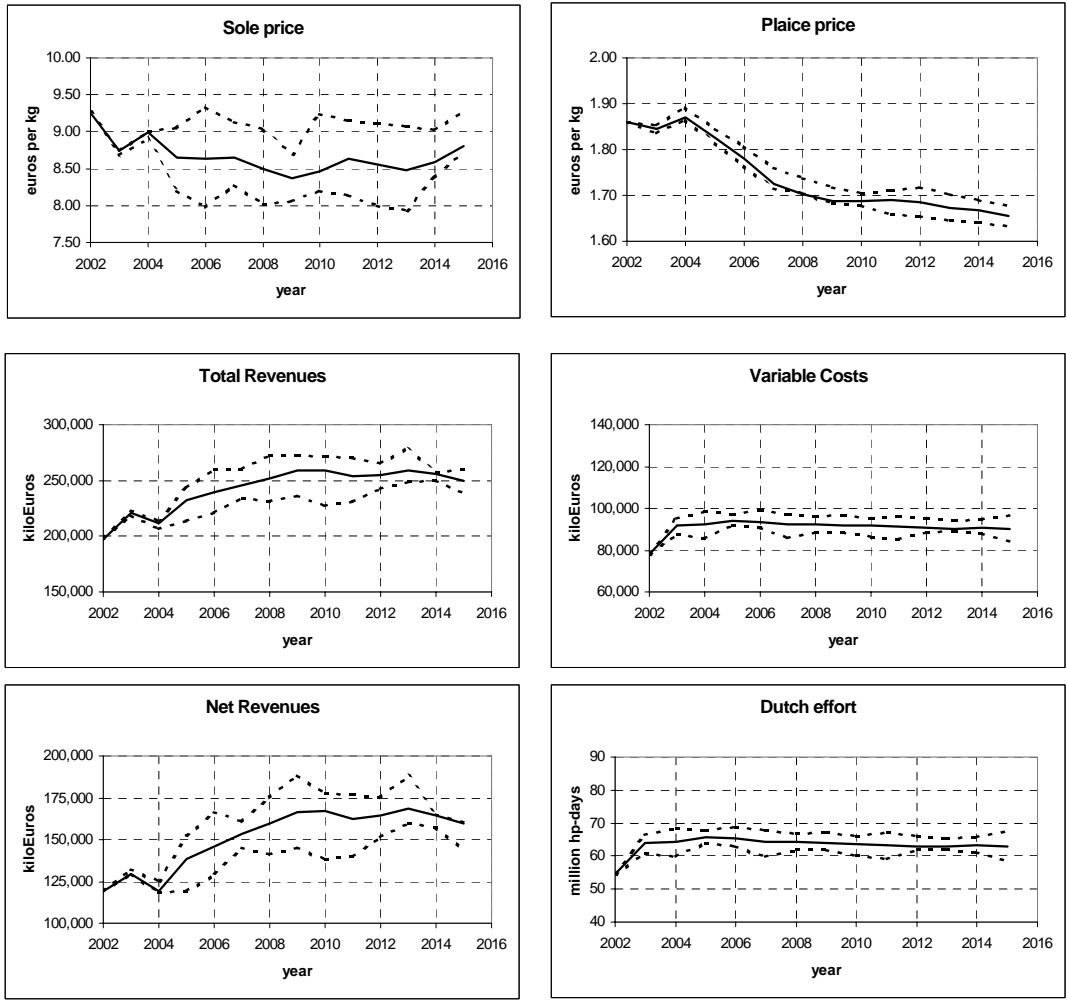 Sole price
10.00
9.50
9.00
8.50
8.00
7.50
euros per kg
2002 2004 2006 2008 2010 2012 2014 2016
year
Plaice price
2.00
1.90
1.80
1.70
1.60
euros per kg
2002 2004 2006 2008 2010 2012 2014 2016
year
Total Revenues
300,000
250,000
200,000
150,000
kiloEuros
2002 2004 2006 2008 2010 2012 2014 2016
year
Variable Costs
140,000
120,000
100,000
80,000
60,000
kiloEuros
2002 2004 2006 2008 2010 2012 2014 2016
year
Net Revenues
200,000
175,000
150,000
125,000
100,000
kiloEuros
2002 2004 2006 2008 2010 2012 2014 2016
year
Dutch effort
90
80
70
60
50
40
million hp-days
2002 2004 2006 2008 2010 2012 2014 2016
year